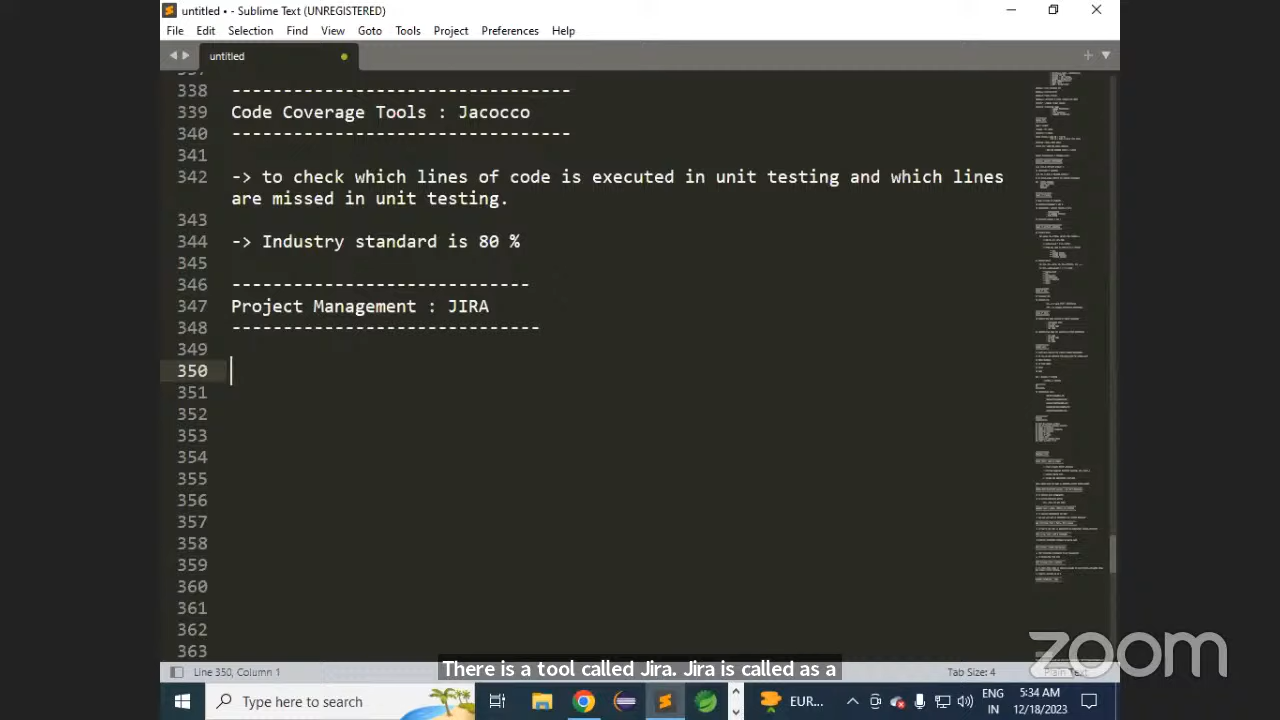 untitled • - Sublime Text (UNREGISTERED)
File Edit Selection Find View Goto Tools Project Preferences Help
untitled
338 ---------------------------------
339 Code Coverage Tools : Jacocco
340 ---------------------------------
341
342 -> to check which lines of code is executed in unit testing and which lines
are missed in unit testing.
343
344 -> Industry standard is 80 %
345
346 -----------------------------
347 Project Management : JIRA
348 ------------------------------
349
350
351
352
353
354
355
356
357
358
359
360
361
362
363
zoom
There is a tool called Jira. Jira is called as a
Line 350, Column 1
Tab Size: 4
Type here to search
EUR...
ENG
IN
5:34 AM
12/18/2023